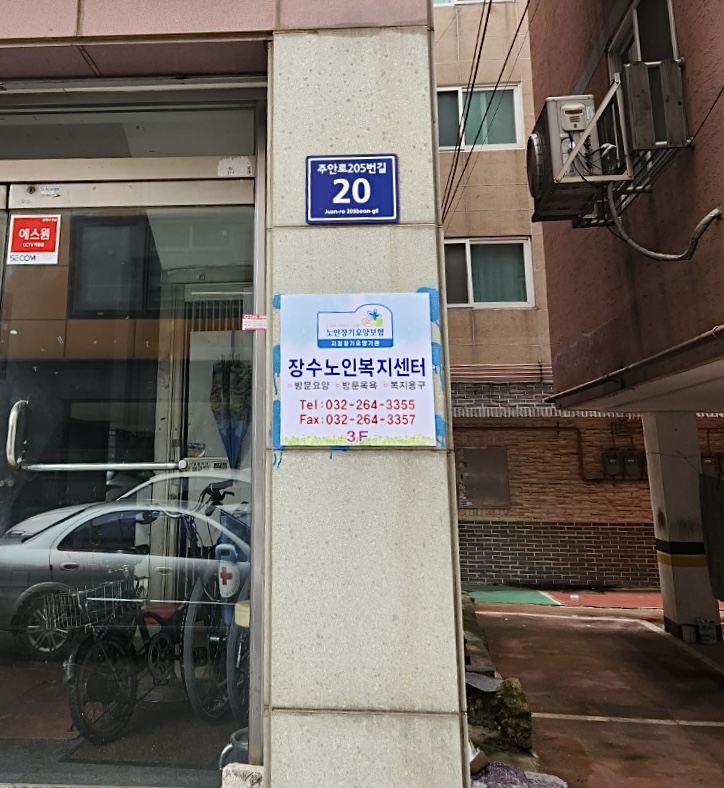 주안로205번길
20
Juan-ro 205beon-gil
에스원
SECOM
노인장기요양보험
지정장기요양기관
장수노인복지센터
방문요양 방문목욕 복지용구
Tel:032-264-3355
Fax:032-264-3357
3F